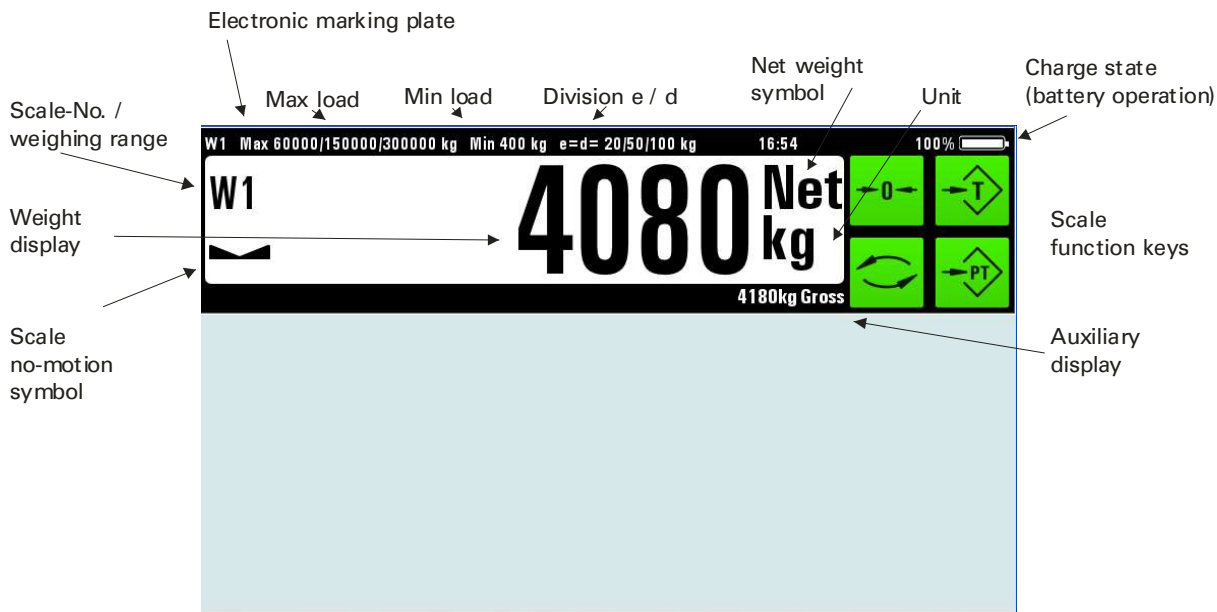 Electronic marking plate
Max load
Min load
Division e / d
Net weight
symbol
Unit
Charge state
(battery operation)
Scale-No. /
weighing range
W1 Max 60000/150000/300000 kg Min 400 kg e=d= 20/50/100 kg 16:54 100%
W1
4080
Net
kg
→0←
→T
Weight
display
Scale
function keys
→PT
4180kg Gross
Scale
no-motion
symbol
Auxiliary
display